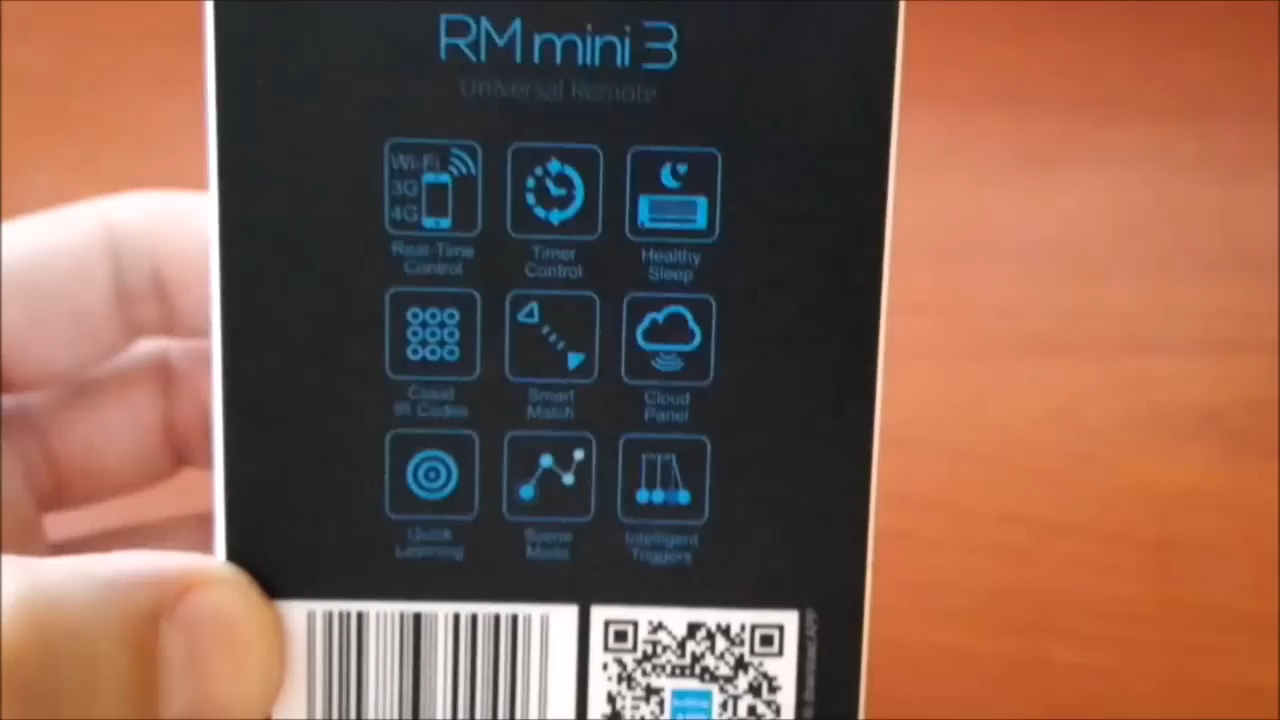 RM mini 3
Universal Remote
Wi-Fi
3G
4G
Real-Time
Control
Timer
Control
Healthy
Sleep
Cloud
IR Codes
Smart
Match
Cloud
Panel
Quick
Learning
Scene
Mode
Intelligent
Triggers